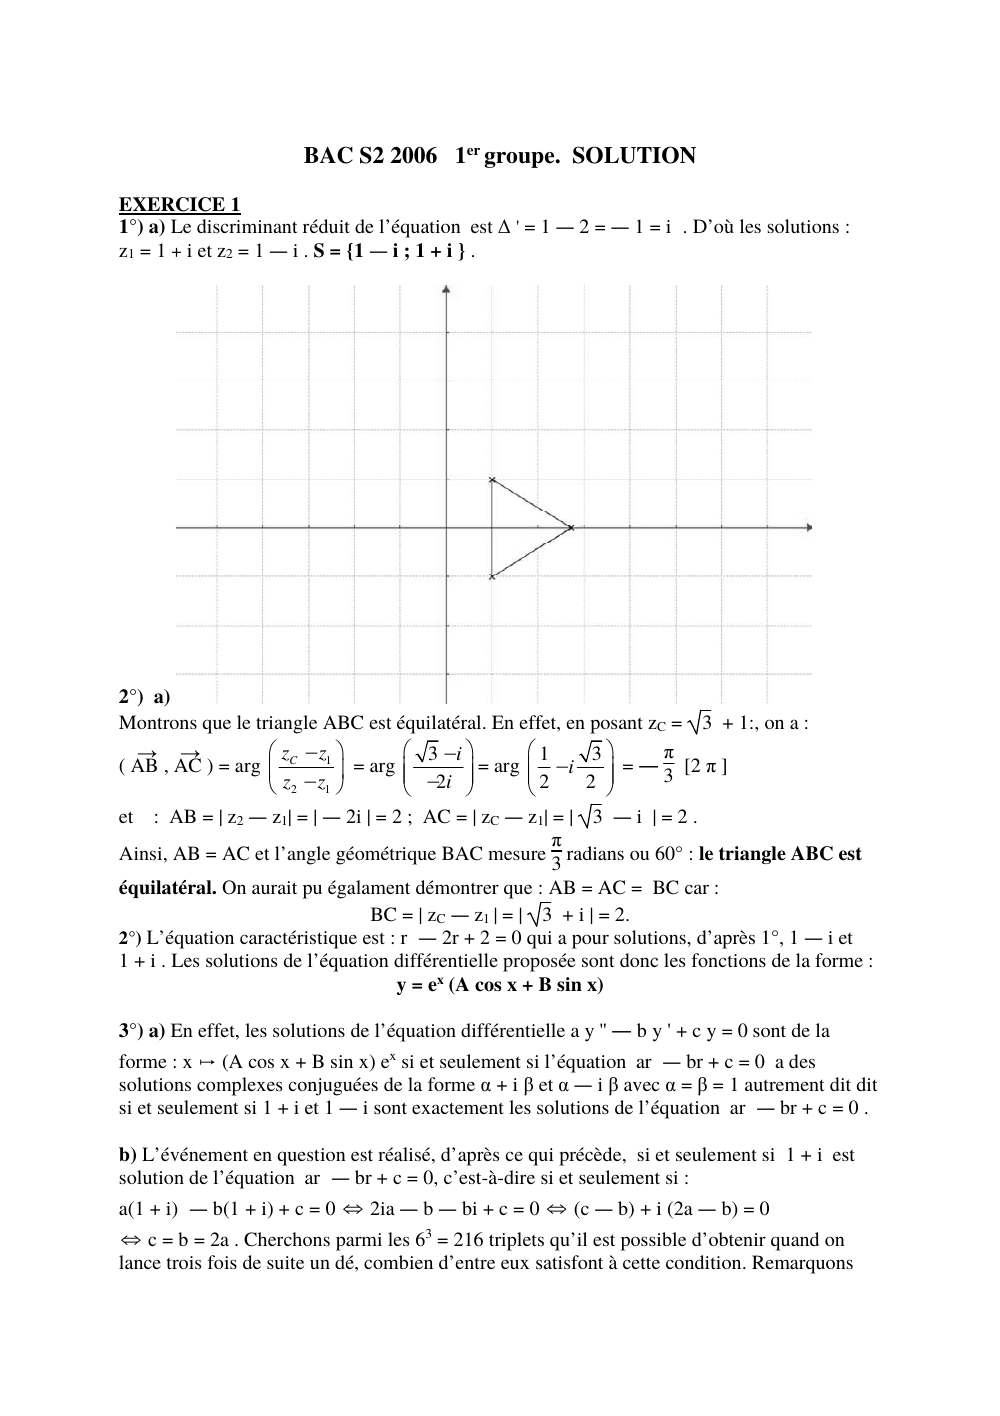 BAC S2 2006 1er groupe. SOLUTION
EXERCICE 1
1°) a) Le discriminant réduit de l'équation est Δ ' = 1 — 2 = — 1 = i . D'où les solutions :
z1 = 1 + i et z2 = 1 — i . S = {1 — i ; 1 + i } .
2°) a)
Montrons que le triangle ABC est équilatéral. En effet, en posant zC = √3 + 1:, on a :
( AB→ , AC→ ) = arg ( (zC − z1) / (z2 − z1) ) = arg ( (√3 − i) / (−2i) ) = arg ( 1/2 − i √3/2 ) = — π/3 [2 π ]
et : AB = | z2 — z1| = | — 2i | = 2 ; AC = | zC — z1| = | √3 — i | = 2 .
Ainsi, AB = AC et l'angle géométrique BAC mesure π/3 radians ou 60° : le triangle ABC est
équilatéral. On aurait pu égalament démontrer que : AB = AC = BC car :
BC = | zC — z1 | = | √3 + i | = 2.
2°) L'équation caractéristique est : r — 2r + 2 = 0 qui a pour solutions, d'après 1°, 1 — i et
1 + i . Les solutions de l'équation différentielle proposée sont donc les fonctions de la forme :
y = e^x (A cos x + B sin x)
3°) a) En effet, les solutions de l'équation différentielle a y " — b y ' + c y = 0 sont de la
forme : x ↦ (A cos x + B sin x) e^x si et seulement si l'équation ar — br + c = 0 a des
solutions complexes conjuguées de la forme α + i β et α — i β avec α = β = 1 autrement dit dit
si et seulement si 1 + i et 1 — i sont exactement les solutions de l'équation ar — br + c = 0 .
b) L'événement en question est réalisé, d'après ce qui précède, si et seulement si 1 + i est
solution de l'équation ar — br + c = 0, c'est-à-dire si et seulement si :
a(1 + i) — b(1 + i) + c = 0 ⇔ 2ia — b — bi + c = 0 ⇔ (c — b) + i (2a — b) = 0
⇔ c = b = 2a . Cherchons parmi les 6³ = 216 triplets qu'il est possible d'obtenir quand on
lance trois fois de suite un dé, combien d'entre eux satisfont à cette condition. Remarquons